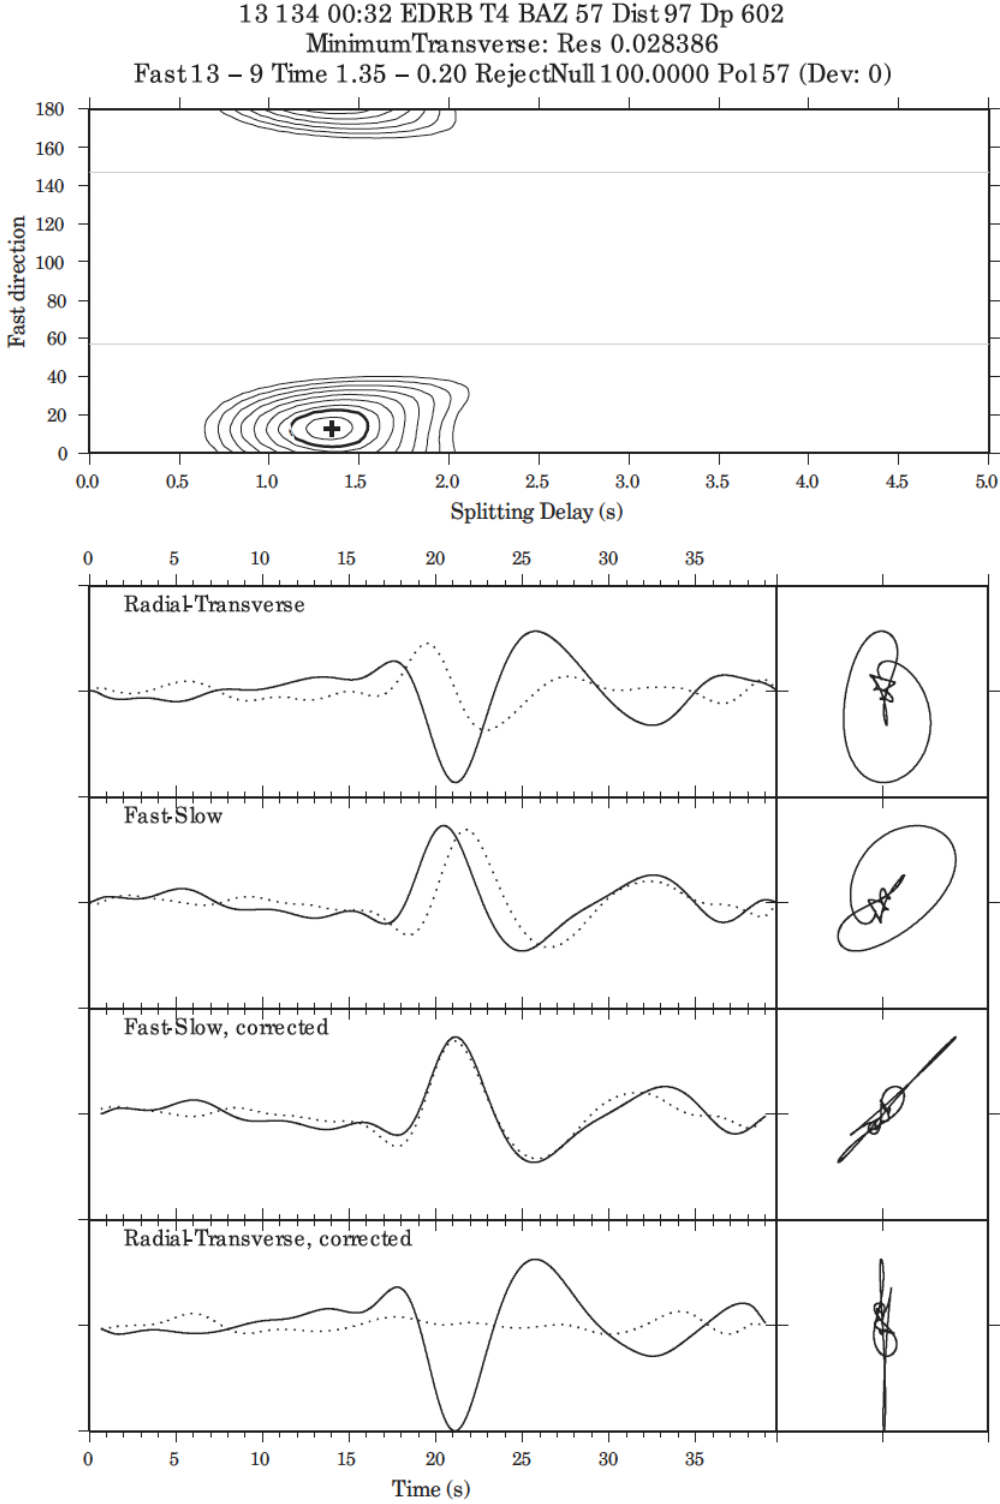 13 134 00:32 EDRB T4 BAZ 57 Dist 97 Dp 602
MinimumTransverse: Res 0.028386
Fast 13 – 9 Time 1.35 – 0.20 RejectNull 100.0000 Pol 57 (Dev: 0)
180
160
140
120
100
80
60
40
20
0
Fast direction
0.0 0.5 1.0 1.5 2.0 2.5 3.0 3.5 4.0 4.5 5.0
Splitting Delay (s)
0 5 10 15 20 25 30 35
Radial-Transverse
Fast-Slow
Fast-Slow, corrected
Radial-Transverse, corrected
0 5 10 15 20 25 30 35
Time (s)